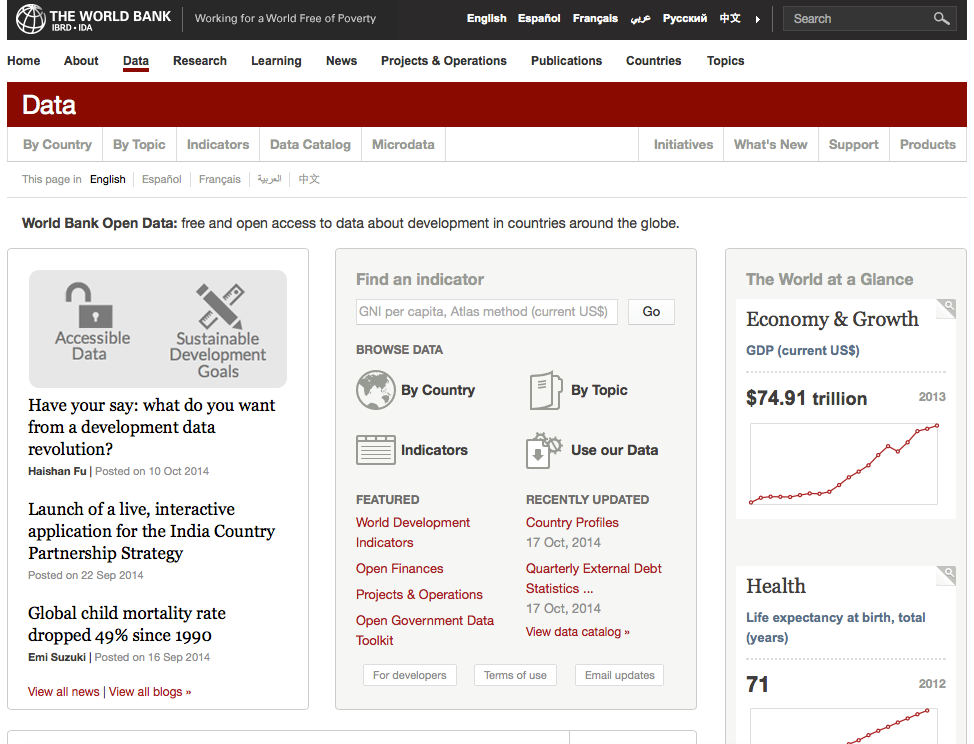 THE WORLD BANK
IBRD • IDA
Working for a World Free of Poverty
English Español Français عربي Русский 中文
Search
Home About Data Research Learning News Projects & Operations Publications Countries Topics
Data
By Country By Topic Indicators Data Catalog Microdata Initiatives What's New Support Products
This page in English Español Français العربية 中文
World Bank Open Data: free and open access to data about development in countries around the globe.
Accessible
Data
Sustainable
Development
Goals
Have your say: what do you want
from a development data
revolution?
Haishan Fu | Posted on 10 Oct 2014
Launch of a live, interactive
application for the India Country
Partnership Strategy
Posted on 22 Sep 2014
Global child mortality rate
dropped 49% since 1990
Emi Suzuki | Posted on 16 Sep 2014
View all news | View all blogs »
Find an indicator
GNI per capita, Atlas method (current US$) Go
BROWSE DATA
By Country By Topic
Indicators Use our Data
FEATURED
World Development
Indicators
Open Finances
Projects & Operations
Open Government Data
Toolkit
RECENTLY UPDATED
Country Profiles
17 Oct, 2014
Quarterly External Debt
Statistics ...
17 Oct, 2014
View data catalog »
For developers Terms of use Email updates
The World at a Glance
Economy & Growth
GDP (current US$)
$74.91 trillion 2013
Health
Life expectancy at birth, total
(years)
71 2012